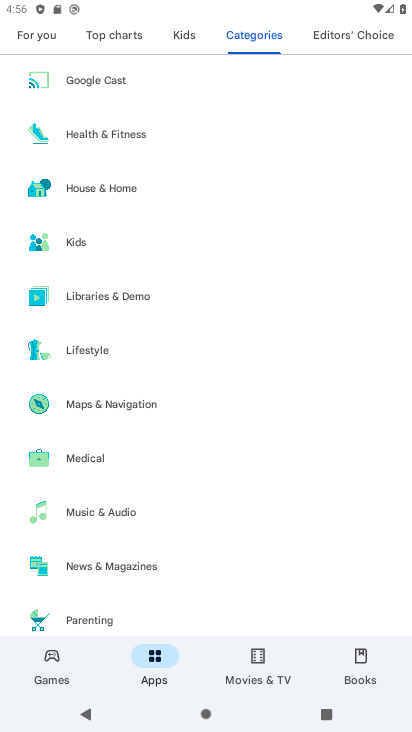 4:56
For you
Top charts
Kids
Categories
Editors' Choice
Google Cast
Health & Fitness
House & Home
Kids
Libraries & Demo
Lifestyle
Maps & Navigation
Medical
Music & Audio
News & Magazines
Parenting
Games
Apps
Movies & TV
Books